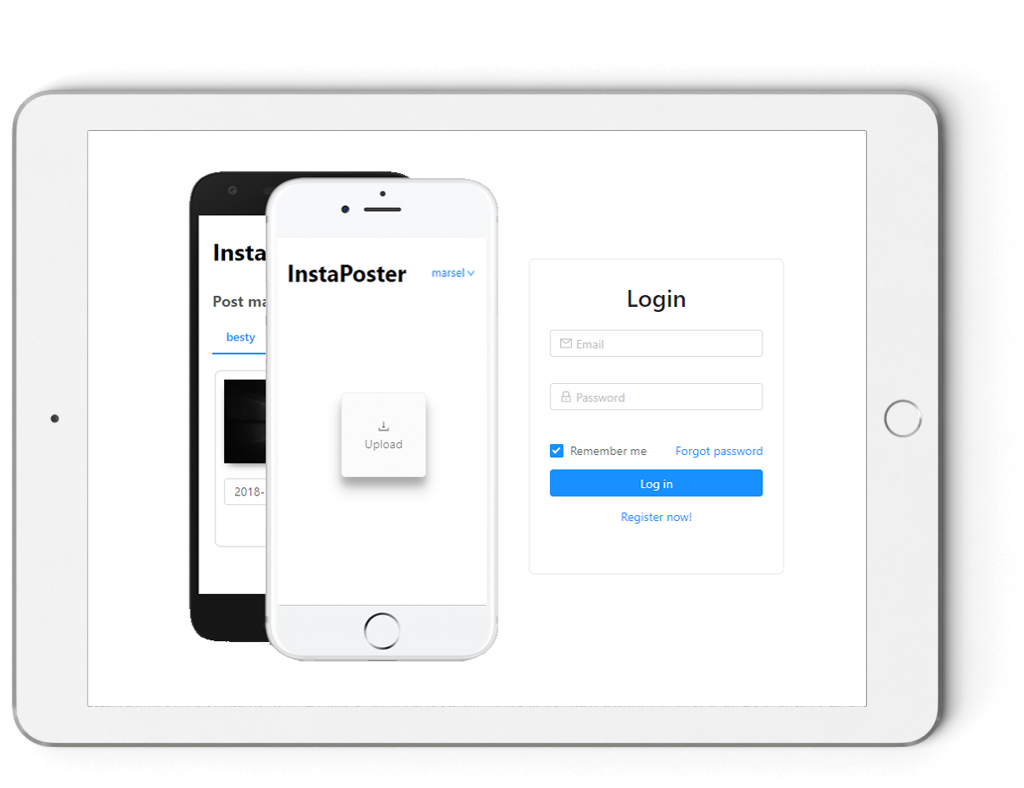 Insta
Post ma
besty
2018-
InstaPoster
marsel
Upload
Login
Email
Password
Remember me
Forgot password
Log in
Register now!